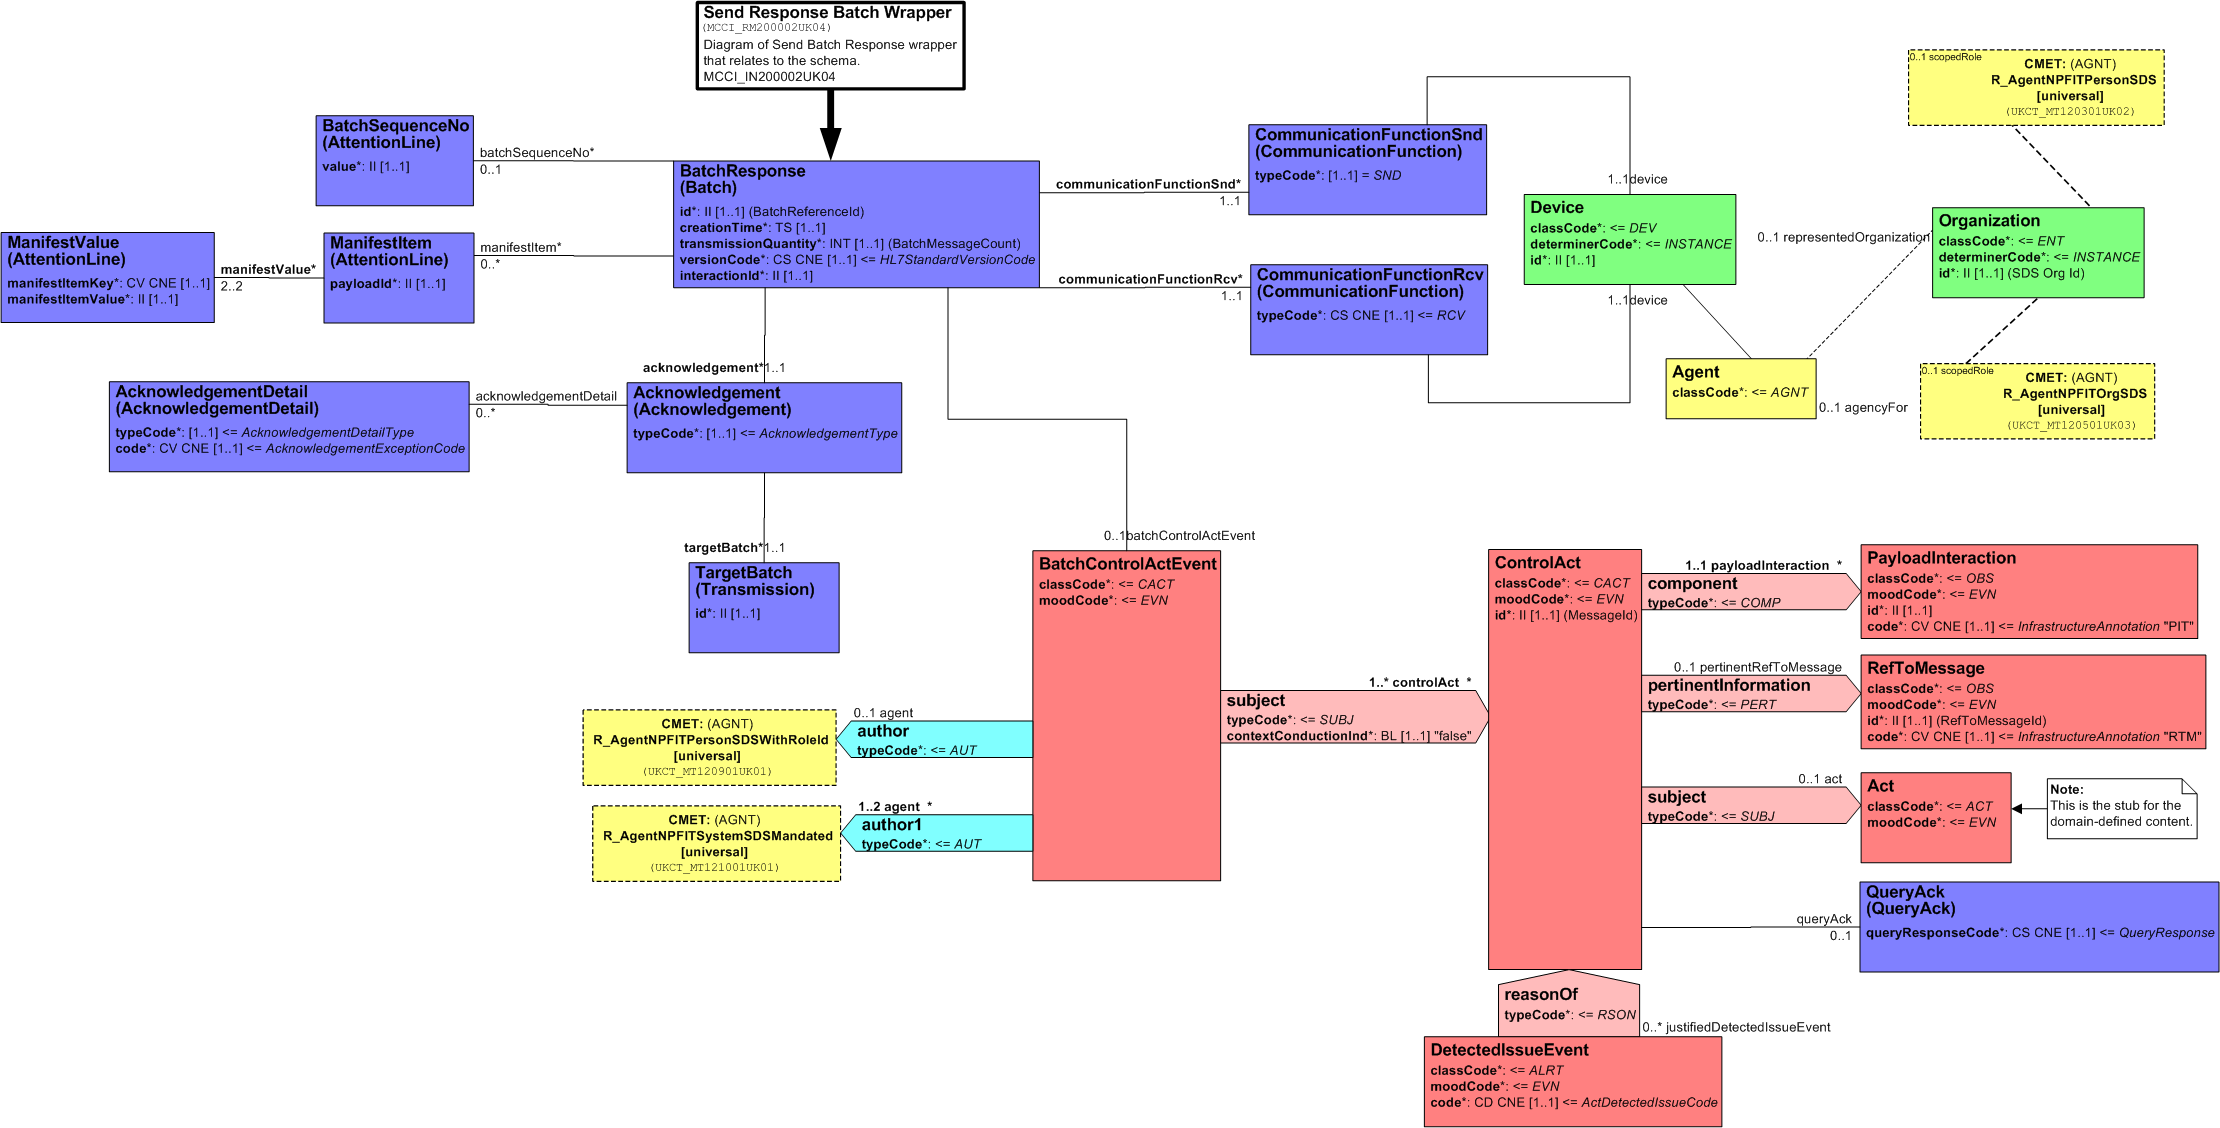 Send Response Batch Wrapper
(MCCI_RM200002UK04)
Diagram of Send Batch Response wrapper
that relates to the schema.
MCCI_IN200002UK04
BatchSequenceNo
(AttentionLine)
value*: II [1..1]
batchSequenceNo*
0..1
ManifestValue
(AttentionLine)
manifestItemKey*: CV CNE [1..1]
manifestItemValue*: II [1..1]
manifestValue*
2..2
ManifestItem
(AttentionLine)
payloadId*: II [1..1]
manifestItem*
0..*
BatchResponse
(Batch)
id*: II [1..1] (BatchReferenceId)
creationTime*: TS [1..1]
transmissionQuantity*: INT [1..1] (BatchMessageCount)
versionCode*: CS CNE [1..1] <= HL7StandardVersionCode
interactionId*: II [1..1]
communicationFunctionSnd*
1..1
CommunicationFunctionSnd
(CommunicationFunction)
typeCode*: [1..1] = SND
communicationFunctionRcv*
1..1
CommunicationFunctionRcv
(CommunicationFunction)
typeCode*: CS CNE [1..1] <= RCV
1..1device
Device
classCode*: <= DEV
determinerCode*: <= INSTANCE
id*: II [1..1]
1..1device
0..1 scopedRole
CMET: (AGNT)
R_AgentNPFITPersonSDS
[universal]
(UKCT_MT120301UK02)
0..1 representedOrganization
Organization
classCode*: <= ENT
determinerCode*: <= INSTANCE
id*: II [1..1] (SDS Org Id)
Agent
classCode*: <= AGNT
0..1 agencyFor
0..1 scopedRole
CMET: (AGNT)
R_AgentNPFITOrgSDS
[universal]
(UKCT_MT120501UK03)
AcknowledgementDetail
(AcknowledgementDetail)
typeCode*: [1..1] <= AcknowledgementDetailType
code*: CV CNE [1..1] <= AcknowledgementExceptionCode
acknowledgementDetail
0..*
acknowledgement*1..1
Acknowledgement
(Acknowledgement)
typeCode*: [1..1] <= AcknowledgementType
targetBatch*1..1
TargetBatch
(Transmission)
id*: II [1..1]
0..1batchControlActEvent
BatchControlActEvent
classCode*: <= CACT
moodCode*: <= EVN
CMET: (AGNT)
R_AgentNPFITPersonSDSWithRoleId
[universal]
(UKCT_MT120901UK01)
0..1 agent
author
typeCode*: <= AUT
CMET: (AGNT)
R_AgentNPFITSystemSDSMandated
[universal]
(UKCT_MT121001UK01)
1..2 agent *
author1
typeCode*: <= AUT
1..* controlAct *
subject
typeCode*: <= SUBJ
contextConductionInd*: BL [1..1] "false"
ControlAct
classCode*: <= CACT
moodCode*: <= EVN
id*: II [1..1] (MessageId)
1..1 payloadInteraction *
component
typeCode*: <= COMP
PayloadInteraction
classCode*: <= OBS
moodCode*: <= EVN
id*: II [1..1]
code*: CV CNE [1..1] <= InfrastructureAnnotation "PIT"
0..1 pertinentRefToMessage
pertinentInformation
typeCode*: <= PERT
RefToMessage
classCode*: <= OBS
moodCode*: <= EVN
id*: II [1..1] (RefToMessageId)
code*: CV CNE [1..1] <= InfrastructureAnnotation "RTM"
0..1 act
subject
typeCode*: <= SUBJ
Act
classCode*: <= ACT
moodCode*: <= EVN
Note:
This is the stub for the
domain-defined content.
queryAck
0..1
QueryAck
(QueryAck)
queryResponseCode*: CS CNE [1..1] <= QueryResponse
reasonOf
typeCode*: <= RSON
0..* justifiedDetectedIssueEvent
DetectedIssueEvent
classCode*: <= ALRT
moodCode*: <= EVN
code*: CD CNE [1..1] <= ActDetectedIssueCode